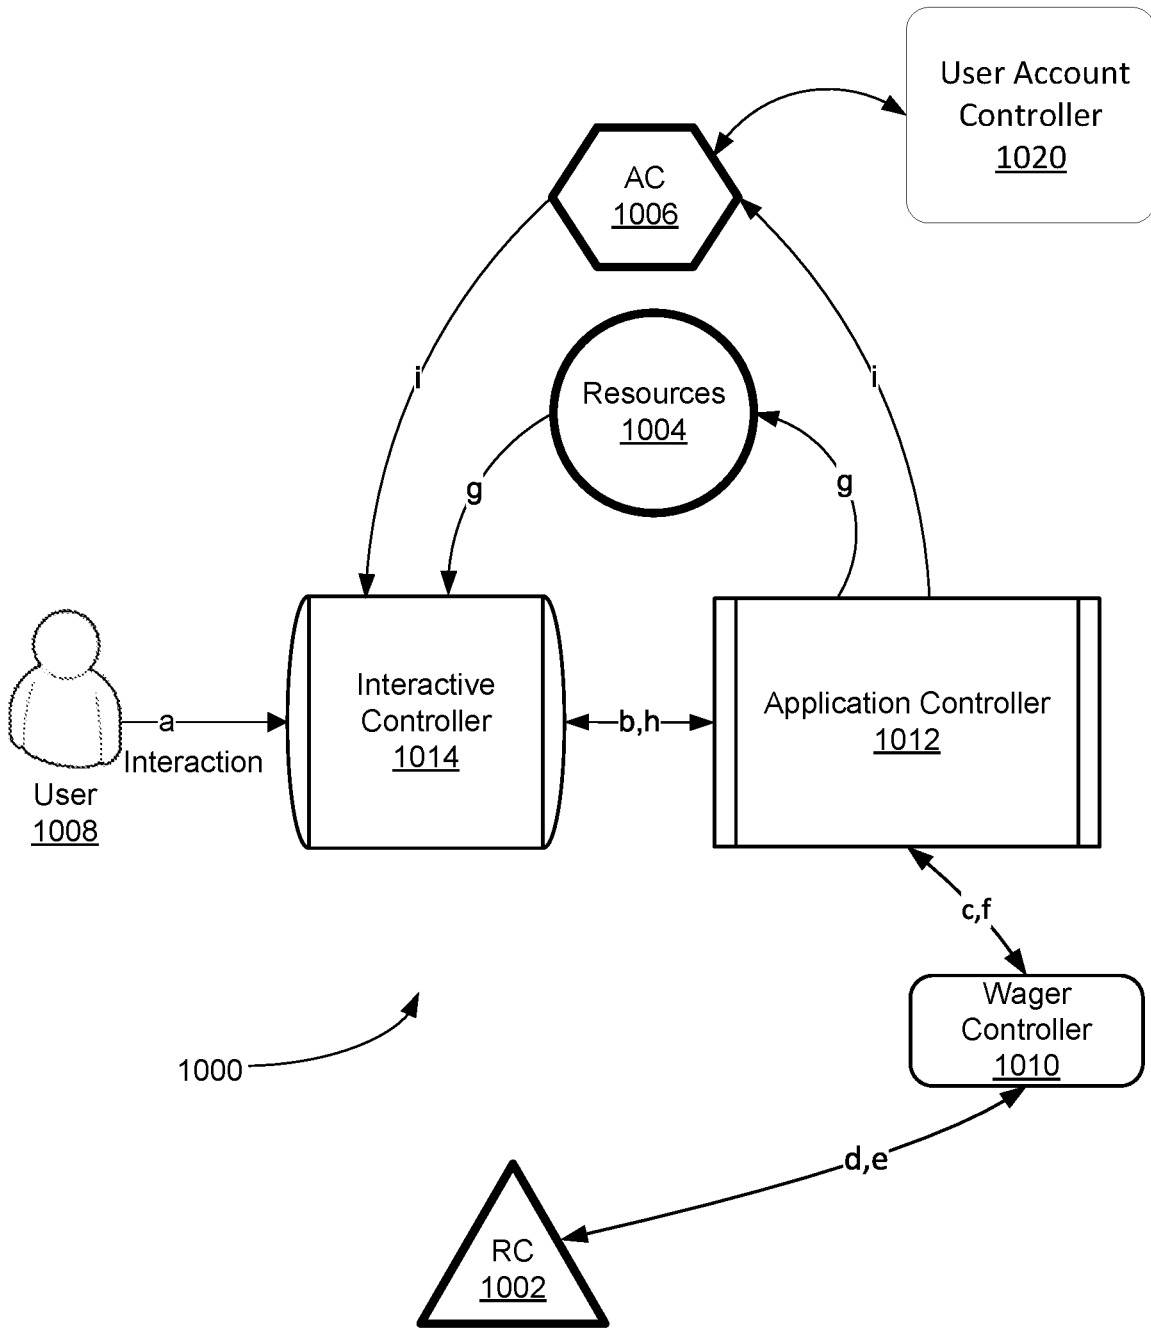 User Account
Controller
1020
AC
1006
i
i
Resources
1004
g
g
Interactive
Controller
1014
Application Controller
1012
a
Interaction
b,h
User
1008
c,f
Wager
Controller
1010
1000
d,e
RC
1002